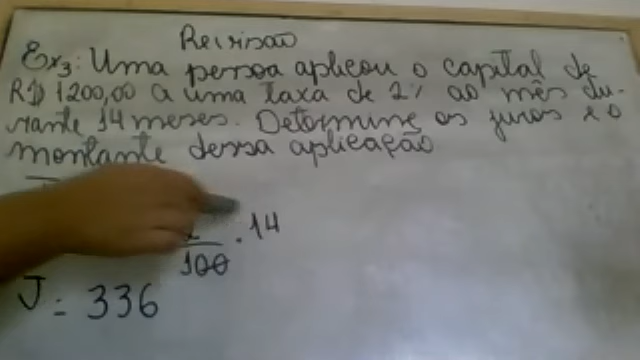 Revisão
Ex3: Uma pessoa aplicou o capital de
R$ 1200,00 a uma taxa de 2% ao mês du-
rante 14 meses. Determine os juros e o
montante dessa aplicação
100 . 14
J = 336